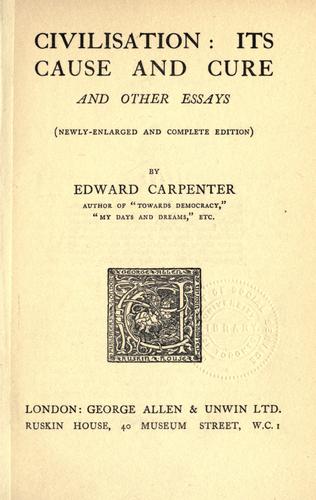 CIVILISATION: ITS
CAUSE AND CURE
AND OTHER ESSAYS
(NEWLY-ENLARGED AND COMPLETE EDITION)
BY
EDWARD CARPENTER
AUTHOR OF "TOWARDS DEMOCRACY,"
"MY DAYS AND DREAMS," ETC.
GEORGE ALLEN
RUSKIN HOUSE
LIBRARY
LONDON: GEORGE ALLEN & UNWIN LTD.
RUSKIN HOUSE, 40 MUSEUM STREET, W.C. 1